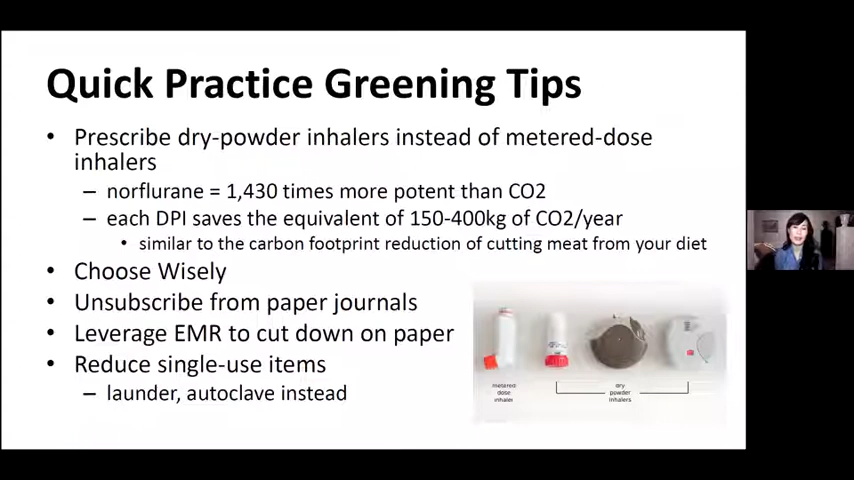 Quick Practice Greening Tips
• Prescribe dry-powder inhalers instead of metered-dose
inhalers
– norflurane = 1,430 times more potent than CO2
– each DPI saves the equivalent of 150-400kg of CO2/year
• similar to the carbon footprint reduction of cutting meat from your diet
• Choose Wisely
• Unsubscribe from paper journals
• Leverage EMR to cut down on paper
• Reduce single-use items
– launder, autoclave instead
metered
dose
inhaler
dry
powder
inhalers